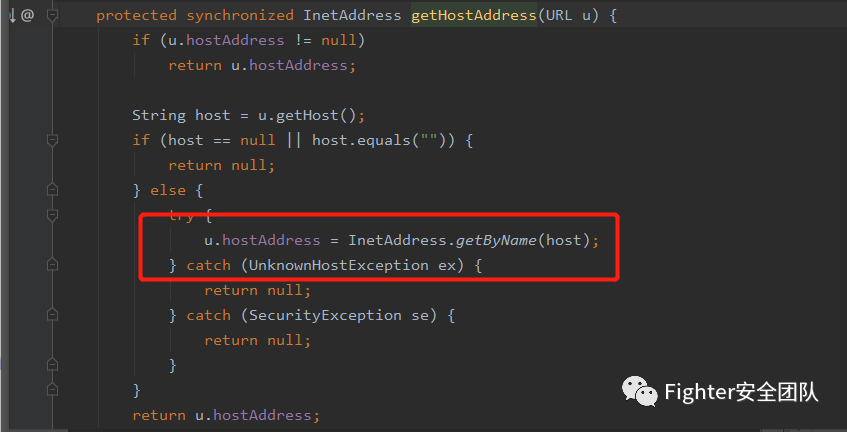 protected synchronized InetAddress getHostAddress(URL u) {
if (u.hostAddress != null)
return u.hostAddress;
String host = u.getHost();
if (host == null || host.equals("")) {
return null;
} else {
try {
u.hostAddress = InetAddress.getByName(host);
} catch (UnknownHostException ex) {
return null;
} catch (SecurityException se) {
return null;
}
}
return u.hostAddress;
Fighter安全团队